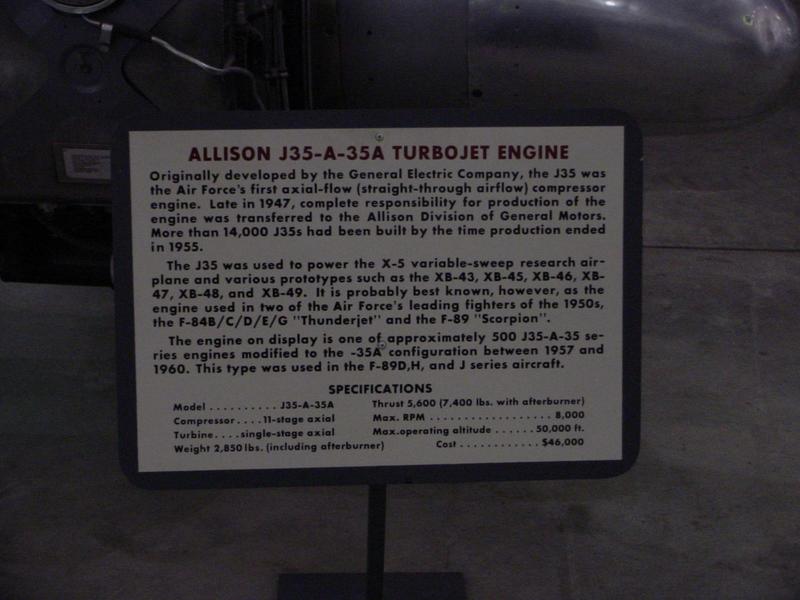 ALLISON J35-A-35A TURBOJET ENGINE
Originally developed by the General Electric Company, the J35 was
the Air Force's first axial-flow (straight-through airflow) compressor
engine. Late in 1947, complete responsibility for production of the
engine was transferred to the Allison Division of General Motors.
More than 14,000 J35s had been built by the time production ended
in 1955.
The J35 was used to power the X-5 variable-sweep research air-
plane and various prototypes such as the XB-43, XB-45, XB-46, XB-
47, XB-48, and XB-49. It is probably best known, however, as the
engine used in two of the Air Force's leading fighters of the 1950s,
the F-84B/C/D/E/G "Thunderjet" and the F-89 "Scorpion".
The engine on display is one of approximately 500 J35-A-35 se-
ries engines modified to the -35A configuration between 1957 and
1960. This type was used in the F-89D,H, and J series aircraft.
SPECIFICATIONS
Model .......... J35-A-35A
Compressor....11-stage axial
Turbine....single-stage axial
Weight 2,850 lbs. (including afterburner)
Thrust 5,600 (7,400 lbs. with afterburner)
Max. RPM .................... 8,000
Max.operating altitude ...... 50,000 ft.
Cost ............ $46,000